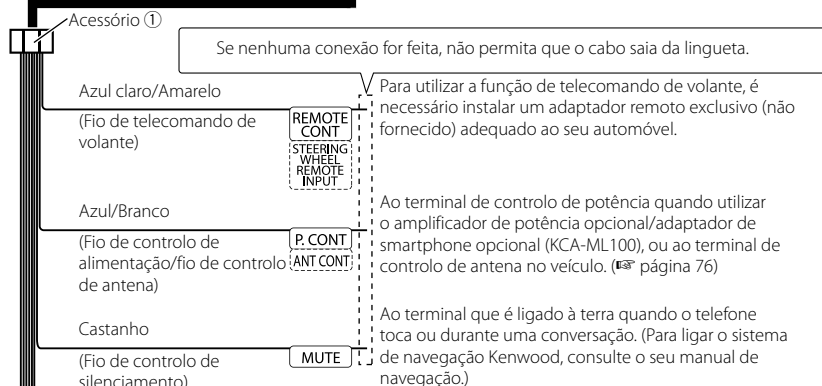 Acessório ①
Se nenhuma conexão for feita, não permita que o cabo saia da lingueta.
Azul claro/Amarelo
(Fio de telecomando de
volante)
REMOTE
CONT
STEERING
WHEEL
REMOTE
INPUT
Para utilizar a função de telecomando de volante, é
necessário instalar um adaptador remoto exclusivo (não
fornecido) adequado ao seu automóvel.
Azul/Branco
(Fio de controlo de
alimentação/fio de controlo
de antena)
P. CONT
ANT CONT
Ao terminal de controlo de potência quando utilizar
o amplificador de potência opcional/adaptador de
smartphone opcional (KCA-ML100), ou ao terminal de
controlo de antena no veículo. (☞ página 76)
Castanho
(Fio de controlo de
silenciamento)
MUTE
Ao terminal que é ligado à terra quando o telefone
toca ou durante uma conversação. (Para ligar o sistema
de navegação Kenwood, consulte o seu manual de
navegação.)